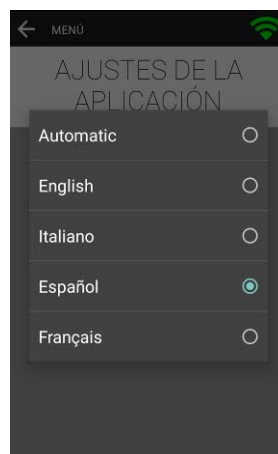 MENÚ
AJUSTES DE LA
APLICACIÓN
Automatic
English
Italiano
Español
Français